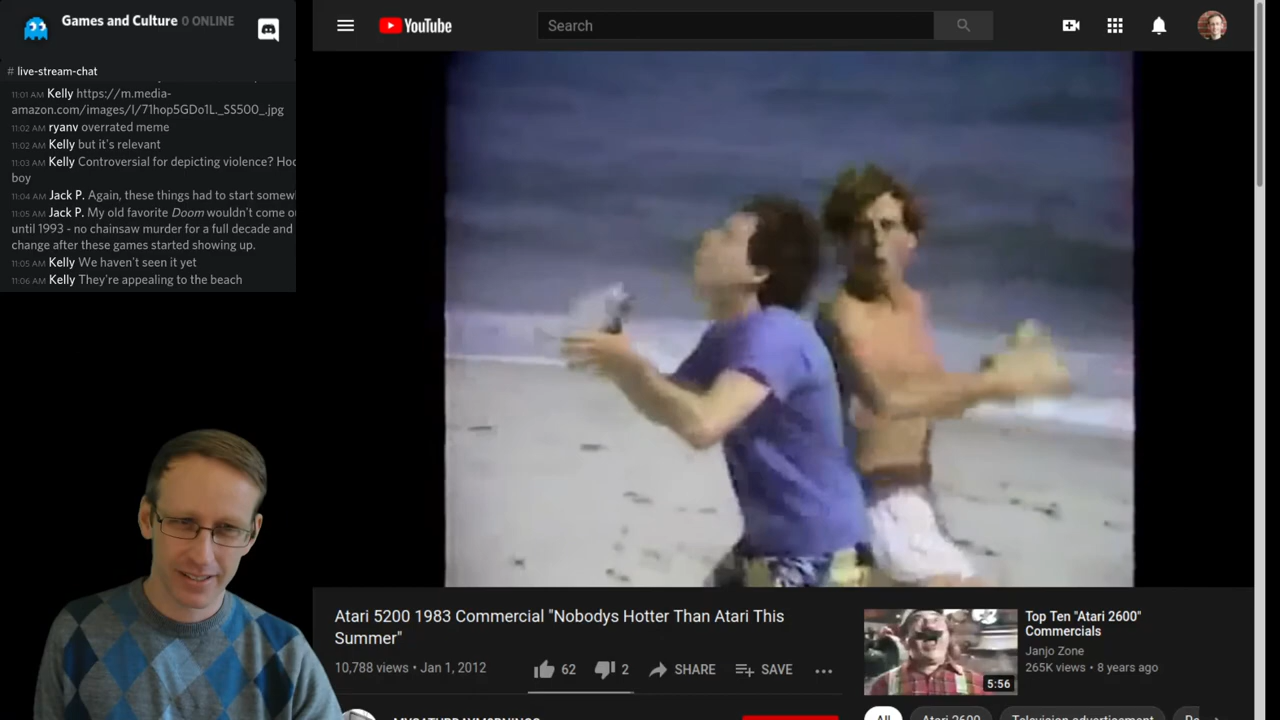 Games and Culture 0 ONLINE
# live-stream-chat
11:01 AM Kelly https://m.media-
amazon.com/images/I/71hop5GDo1L._SS500_.jpg
11:02 AM ryanv overrated meme
11:02 AM Kelly but it's relevant
11:03 AM Kelly Controversial for depicting violence? Hoo
boy
11:04 AM Jack P. Again, these things had to start somew
11:05 AM Jack P. My old favorite Doom wouldn't come o
until 1993 - no chainsaw murder for a full decade and
change after these games started showing up.
11:05 AM Kelly We haven't seen it yet
11:06 AM Kelly They're appealing to the beach
YouTube
Search
Atari 5200 1983 Commercial "Nobodys Hotter Than Atari This
Summer"
10,788 views • Jan 1, 2012
62
2
SHARE
SAVE
Top Ten "Atari 2600"
Commercials
Janjo Zone
265K views • 8 years ago
5:56
MYSATURDAYMORNINGS
All
Atari 2600
Television advertisement